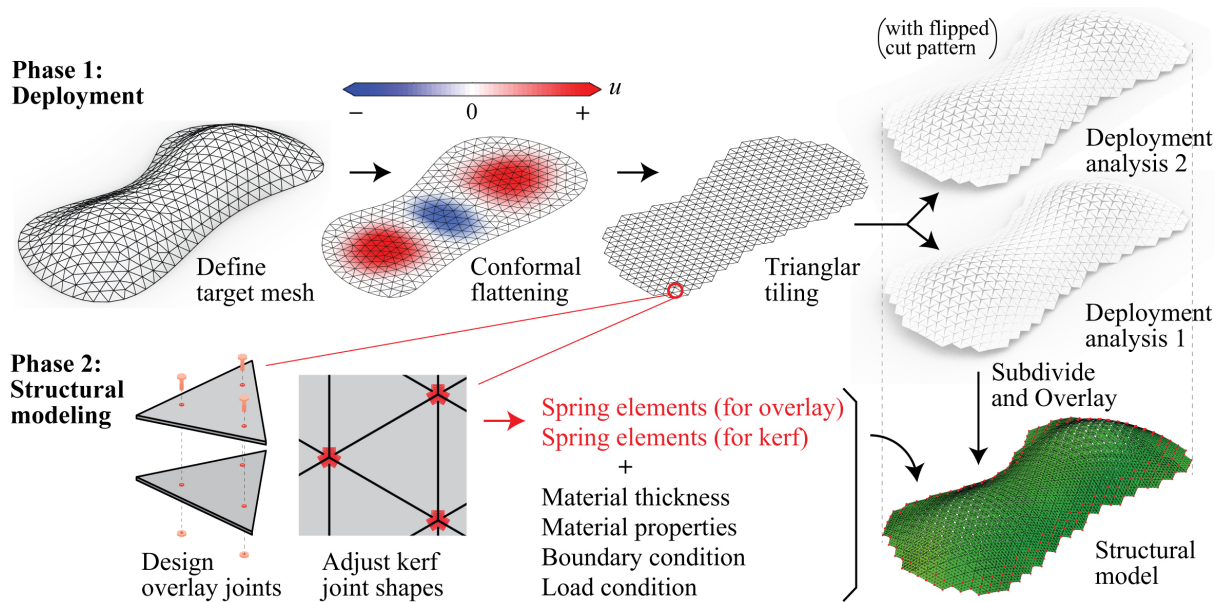 Phase 1:
Deployment
u
− 0 +
Define
target mesh
Conformal
flattening
Trianglar
tiling
(with flipped
cut pattern)
Deployment
analysis 2
Deployment
analysis 1
Subdivide
and Overlay
Phase 2:
Structural
modeling
Design
overlay joints
Adjust kerf
joint shapes
Spring elements (for overlay)
Spring elements (for kerf)
+
Material thickness
Material properties
Boundary condition
Load condition
Structural
model